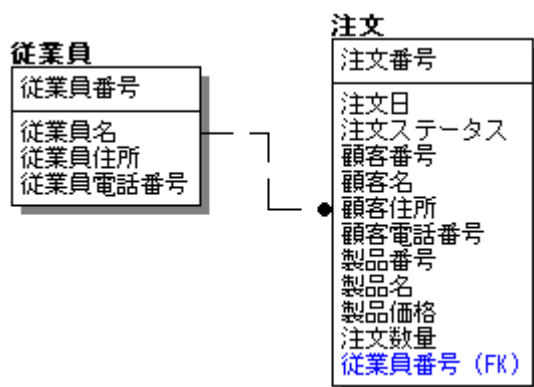 従業員
従業員番号
従業員名
従業員住所
従業員電話番号
注文
注文番号
注文日
注文ステータス
顧客番号
顧客名
顧客住所
顧客電話番号
製品番号
製品名
製品価格
注文数量
従業員番号 (FK)